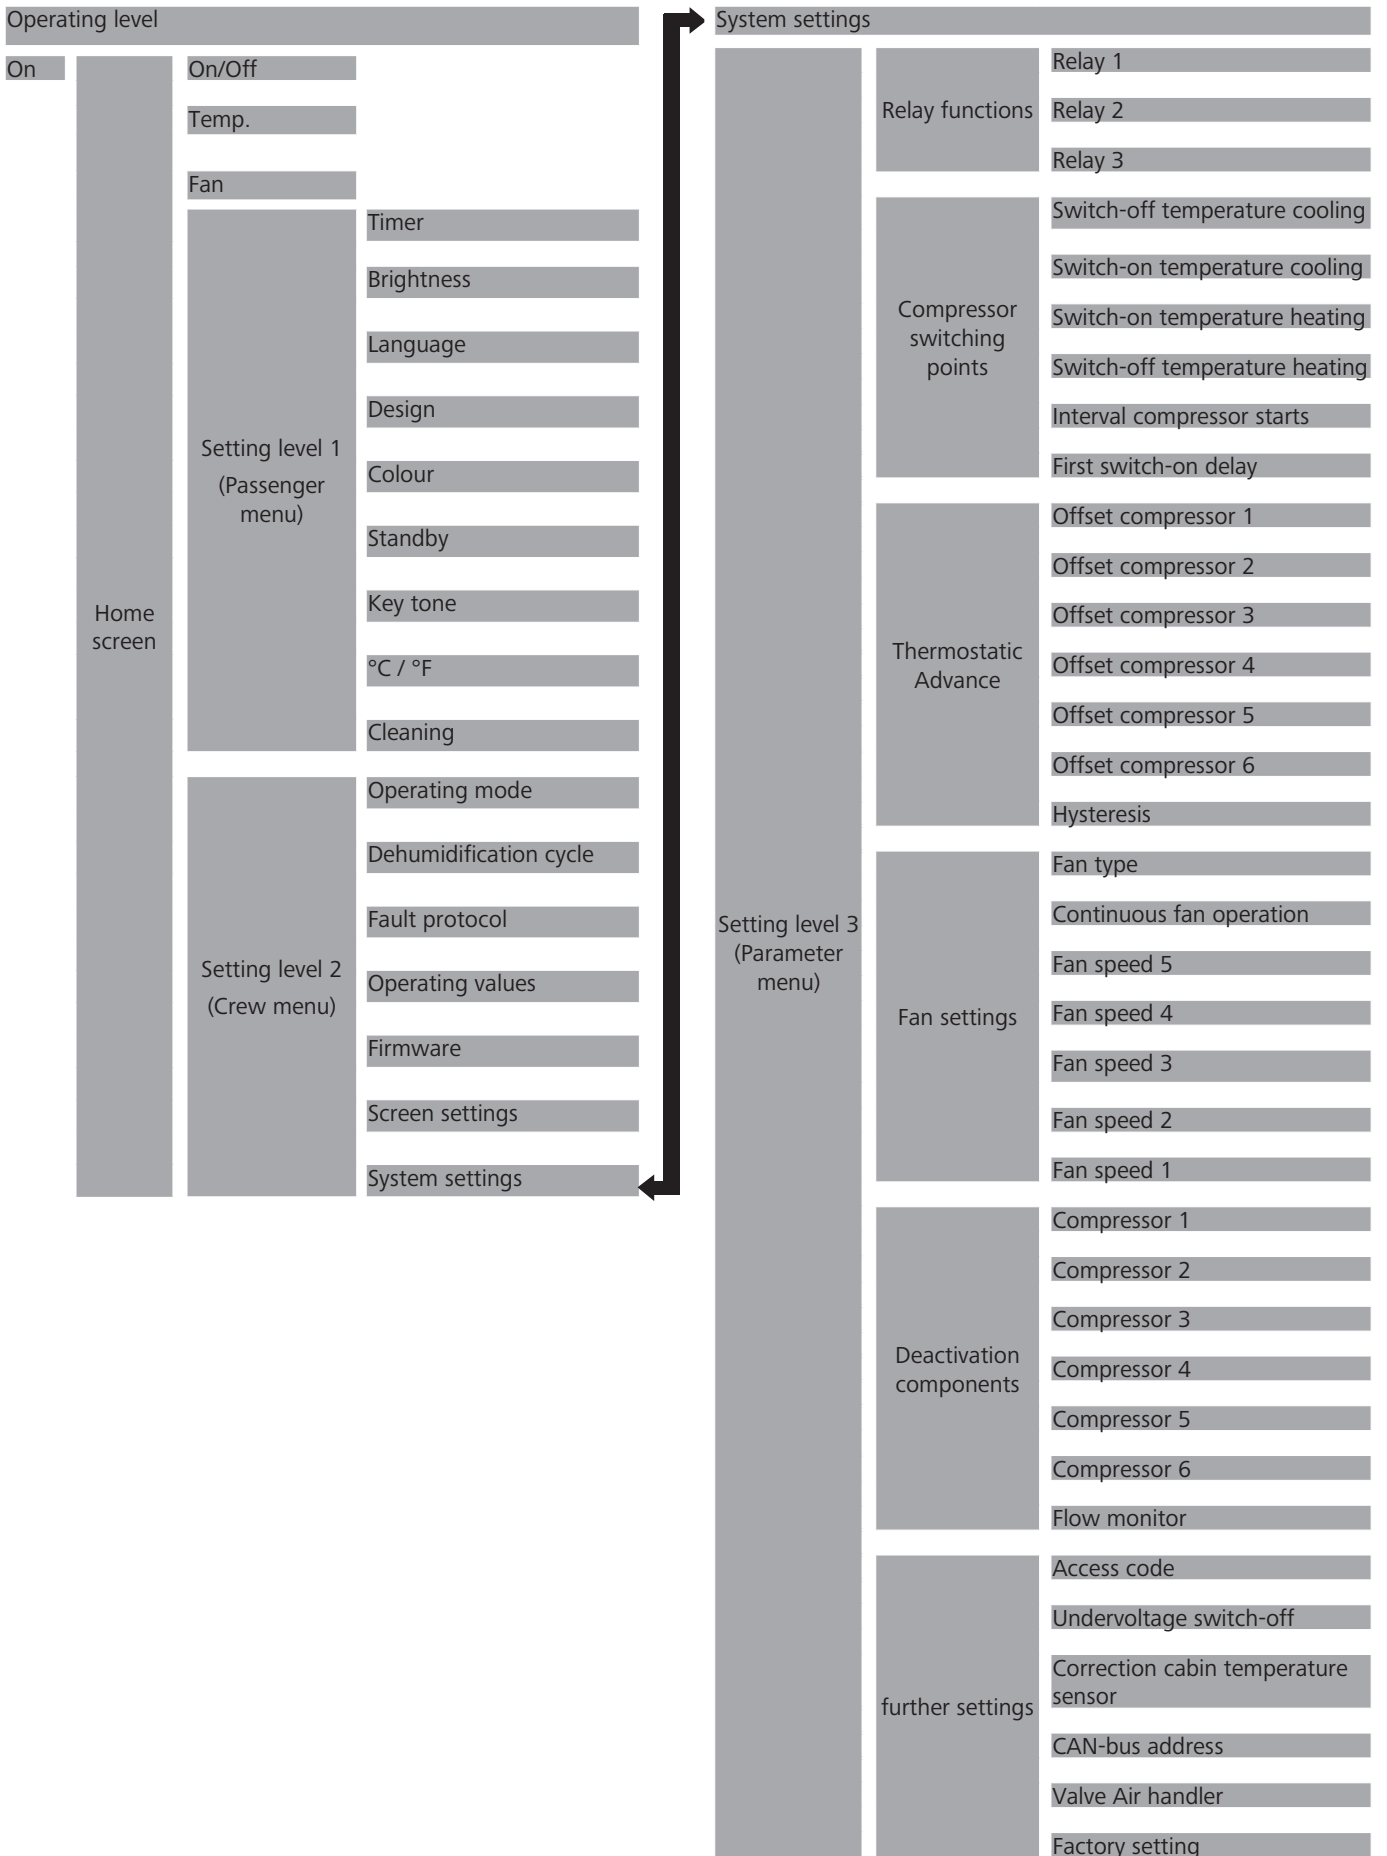 Operating level
On
Home
screen
On/Off
Temp.
Fan
Setting level 1
(Passenger
menu)
Timer
Brightness
Language
Design
Colour
Standby
Key tone
°C / °F
Cleaning
Setting level 2
(Crew menu)
Operating mode
Dehumidification cycle
Fault protocol
Operating values
Firmware
Screen settings
System settings
System settings
Setting level 3
(Parameter
menu)
Relay functions
Relay 1
Relay 2
Relay 3
Compressor
switching
points
Switch-off temperature cooling
Switch-on temperature cooling
Switch-on temperature heating
Switch-off temperature heating
Interval compressor starts
First switch-on delay
Thermostatic
Advance
Offset compressor 1
Offset compressor 2
Offset compressor 3
Offset compressor 4
Offset compressor 5
Offset compressor 6
Hysteresis
Fan settings
Fan type
Continuous fan operation
Fan speed 5
Fan speed 4
Fan speed 3
Fan speed 2
Fan speed 1
Deactivation
components
Compressor 1
Compressor 2
Compressor 3
Compressor 4
Compressor 5
Compressor 6
Flow monitor
further settings
Access code
Undervoltage switch-off
Correction cabin temperature
sensor
CAN-bus address
Valve Air handler
Factory setting